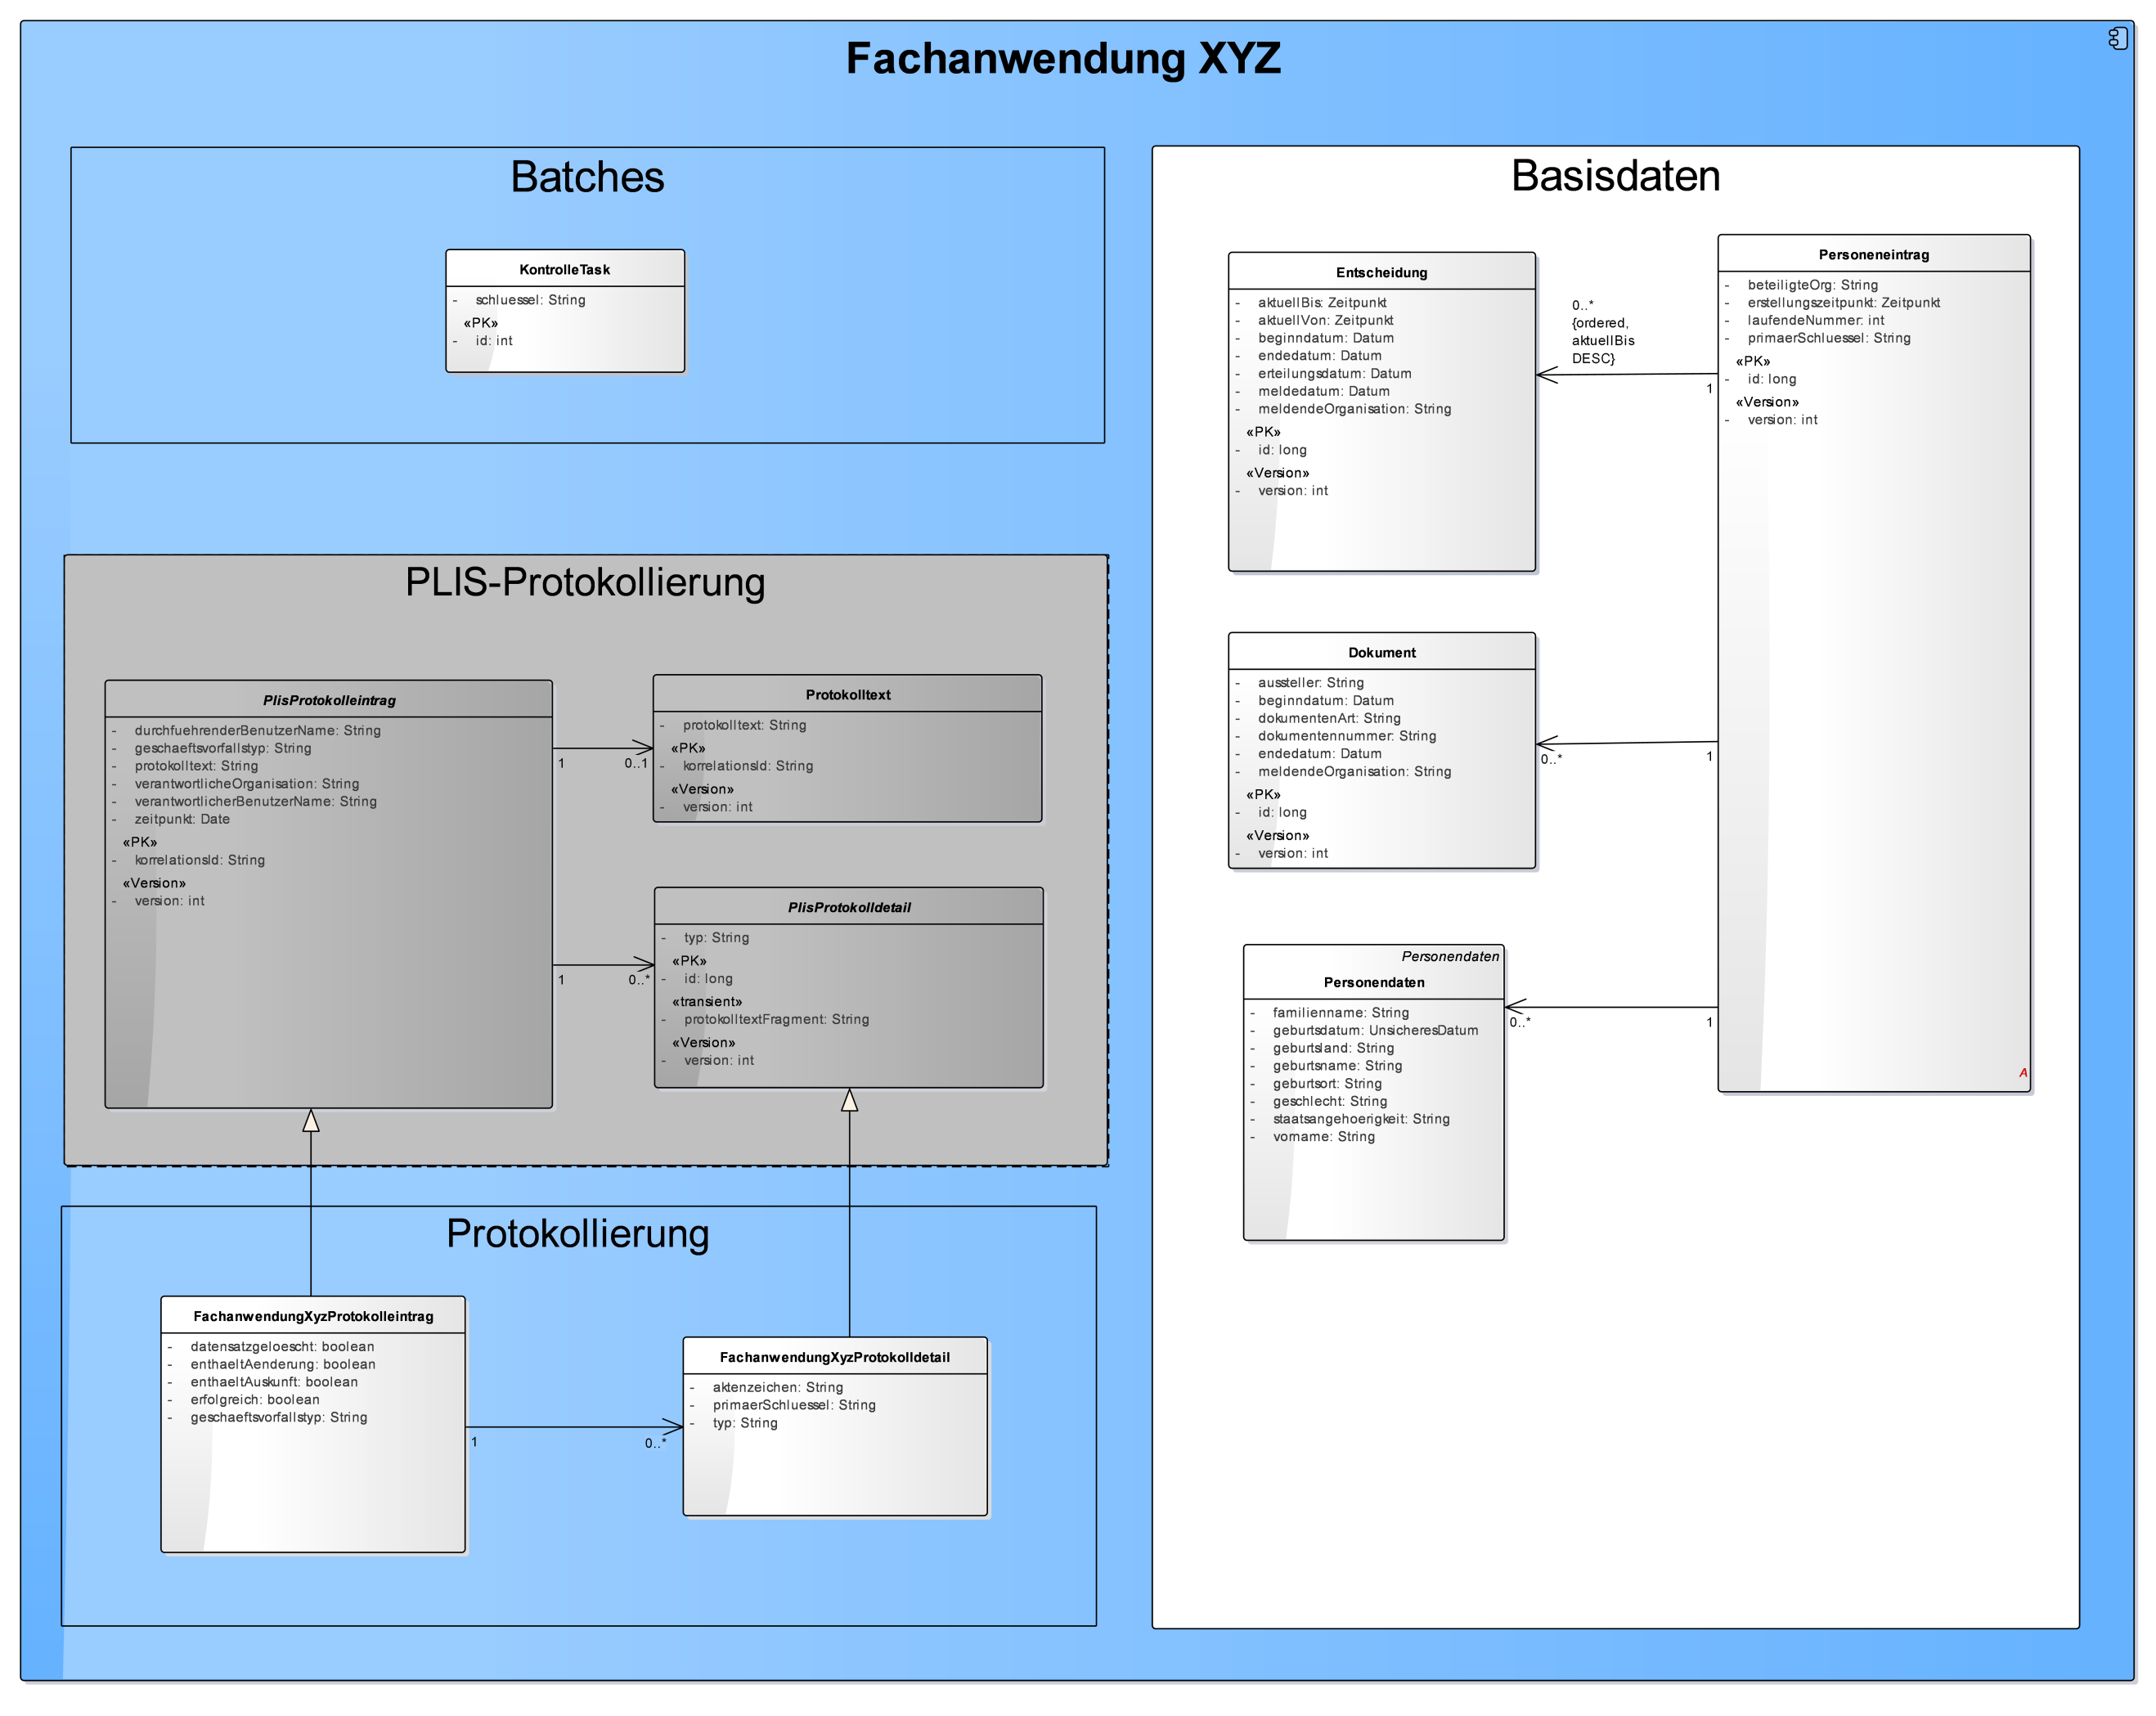 Fachanwendung XYZ
Batches
KontrolleTask
- schluessel: String
«PK»
- id: int
PLIS-Protokollierung
PlisProtokolleintrag
- durchfuehrenderBenutzerName: String
- geschaeftsvorfallstyp: String
- protokolltext: String
- verantwortlicheOrganisation: String
- verantwortlicherBenutzerName: String
- zeitpunkt: Date
«PK»
- korrelationsId: String
«Version»
- version: int
1
0..1
Protokolltext
- protokolltext: String
«PK»
- korrelationsId: String
«Version»
- version: int
1
0..*
PlisProtokolldetail
- typ: String
«PK»
- id: long
«transient»
- protokolltextFragment: String
«Version»
- version: int
Protokollierung
FachanwendungXyzProtokolleintrag
- datensatzgeloescht: boolean
- enthaeltAenderung: boolean
- enthaeltAuskunft: boolean
- erfolgreich: boolean
- geschaeftsvorfallstyp: String
1
0..*
FachanwendungXyzProtokolldetail
- aktenzeichen: String
- primaerSchluessel: String
- typ: String
Basisdaten
Entscheidung
- aktuellBis: Zeitpunkt
- aktuellVon: Zeitpunkt
- beginndatum: Datum
- endedatum: Datum
- erteilungsdatum: Datum
- meldedatum: Datum
- meldendeOrganisation: String
«PK»
- id: long
«Version»
- version: int
0..*
{ordered,
aktuellBis
DESC}
1
Personeneintrag
- beteiligteOrg: String
- erstellungszeitpunkt: Zeitpunkt
- laufendeNummer: int
- primaerSchluessel: String
«PK»
- id: long
«Version»
- version: int
A
Dokument
- aussteller: String
- beginndatum: Datum
- dokumentenArt: String
- dokumentennummer: String
- endedatum: Datum
- meldendeOrganisation: String
«PK»
- id: long
«Version»
- version: int
0..*
1
Personendaten
Personendaten
- familienname: String
- geburtsdatum: UnsicheresDatum
- geburtsland: String
- geburtsname: String
- geburtsort: String
- geschlecht: String
- staatsangehoerigkeit: String
- vorname: String
0..*
1